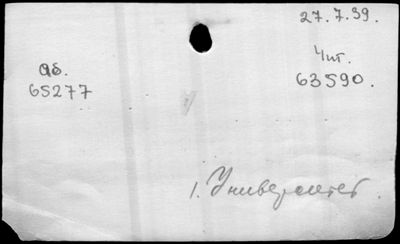 27.7.39.
Чит.
63590.
Аб.
65277
1. Университет.